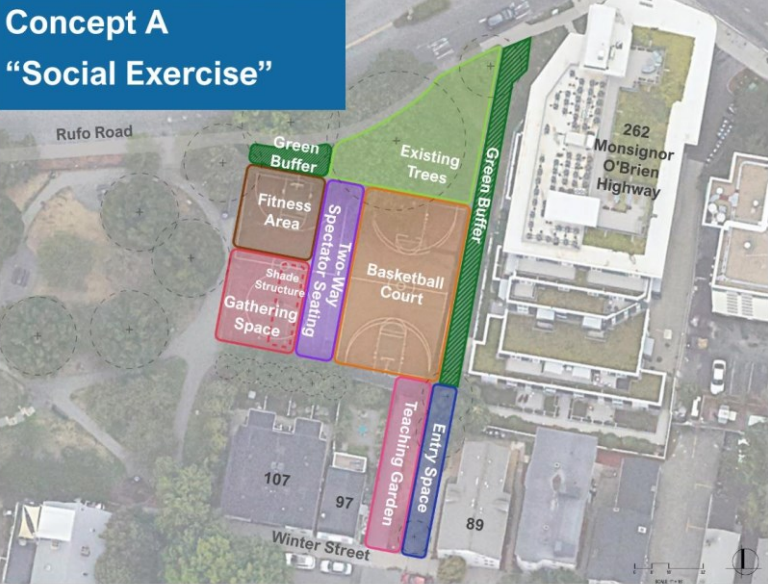 Concept A
“Social Exercise”
Rufo Road
Green
Buffer
Existing
Trees
Green Buffer
262
Monsignor
O'Brien
Highway
Fitness
Area
Two-Way
Spectator Seating
Basketball
Court
Shade
Structure
Gathering
Space
Teaching Garden
Entry Space
107
97
89
Winter Street